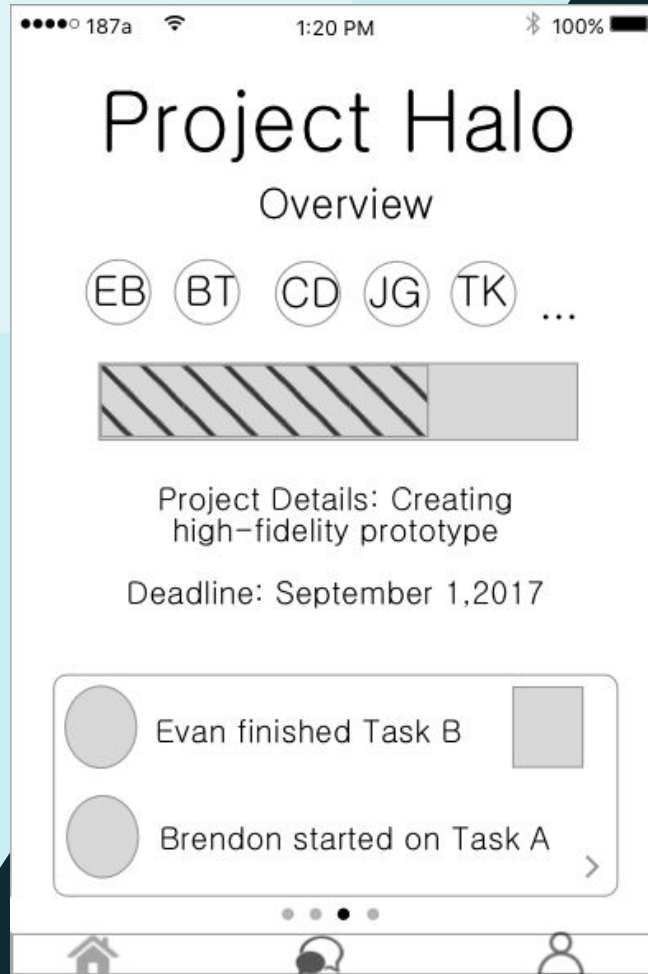 187a 1:20 PM 100%
Project Halo
Overview
EB BT CD JG TK ...
Project Details: Creating
high-fidelity prototype
Deadline: September 1,2017
Evan finished Task B
Brendon started on Task A